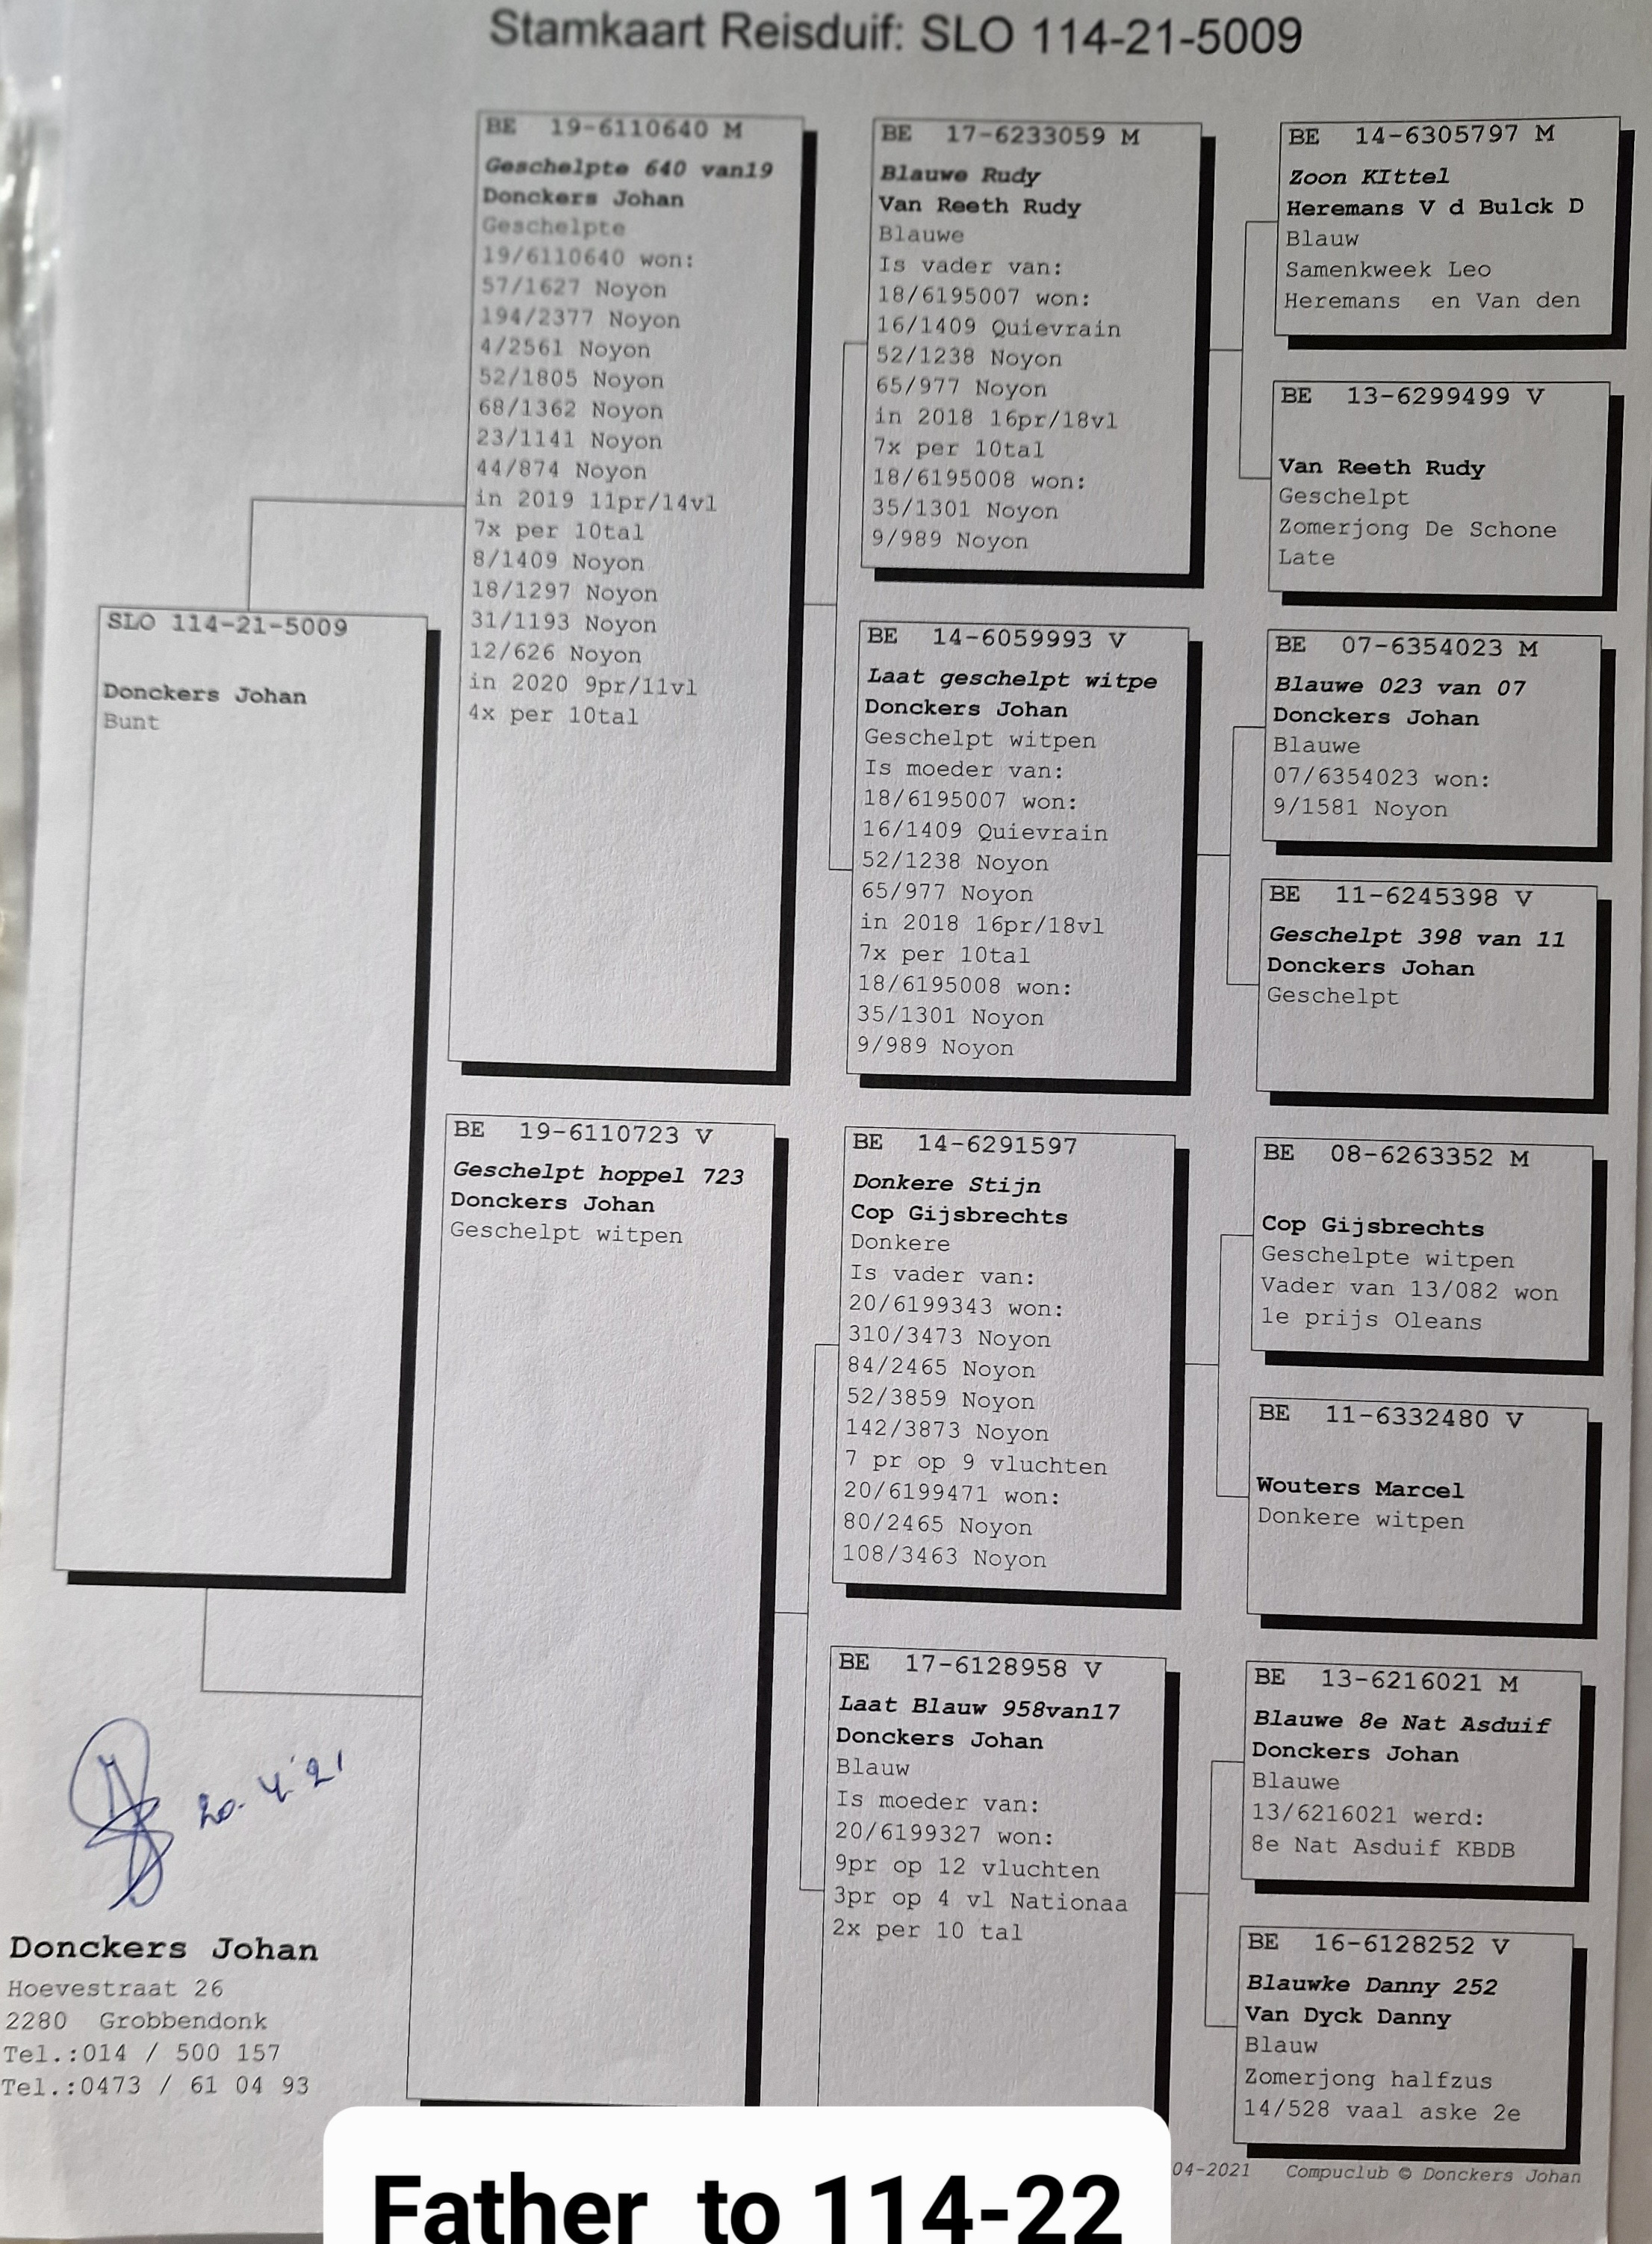 Stamkaart Reisduif: SLO 114-21-5009
SLO 114-21-5009
Donckers Johan
Bunt
BE 19-6110640 M
Geschelpte 640 van19
Donckers Johan
Geschelpte
19/6110640 won:
57/1627 Noyon
194/2377 Noyon
4/2561 Noyon
52/1805 Noyon
68/1362 Noyon
23/1141 Noyon
44/874 Noyon
in 2019 11pr/14vl
7x per 10tal
8/1409 Noyon
18/1297 Noyon
31/1193 Noyon
12/626 Noyon
in 2020 9pr/11vl
4x per 10tal
BE 19-6110723 V
Geschelpt hoppel 723
Donckers Johan
Geschelpt witpen
BE 17-6233059 M
Blauwe Rudy
Van Reeth Rudy
Blauwe
Is vader van:
18/6195007 won:
16/1409 Quievrain
52/1238 Noyon
65/977 Noyon
in 2018 16pr/18vl
7x per 10tal
18/6195008 won:
35/1301 Noyon
9/989 Noyon
BE 14-6059993 V
Laat geschelpt witpe
Donckers Johan
Geschelpt witpen
Is moeder van:
18/6195007 won:
16/1409 Quievrain
52/1238 Noyon
65/977 Noyon
in 2018 16pr/18vl
7x per 10tal
18/6195008 won:
35/1301 Noyon
9/989 Noyon
BE 14-6291597
Donkere Stijn
Cop Gijsbrechts
Donkere
Is vader van:
20/6199343 won:
310/3473 Noyon
84/2465 Noyon
52/3859 Noyon
142/3873 Noyon
7 pr op 9 vluchten
20/6199471 won:
80/2465 Noyon
108/3463 Noyon
BE 17-6128958 V
Laat Blauw 958van17
Donckers Johan
Blauw
Is moeder van:
20/6199327 won:
9pr op 12 vluchten
3pr op 4 vl Nationaa
2x per 10 tal
BE 14-6305797 M
Zoon KIttel
Heremans V d Bulck D
Blauw
Samenkweek Leo
Heremans en Van den
BE 13-6299499 V
Van Reeth Rudy
Geschelpt
Zomerjong De Schone
Late
BE 07-6354023 M
Blauwe 023 van 07
Donckers Johan
Blauwe
07/6354023 won:
9/1581 Noyon
BE 11-6245398 V
Geschelpt 398 van 11
Donckers Johan
Geschelpt
BE 08-6263352 M
Cop Gijsbrechts
Geschelpte witpen
Vader van 13/082 won
1e prijs Oleans
BE 11-6332480 V
Wouters Marcel
Donkere witpen
BE 13-6216021 M
Blauwe 8e Nat Asduif
Donckers Johan
Blauwe
13/6216021 werd:
8e Nat Asduif KBDB
BE 16-6128252 V
Blauwke Danny 252
Van Dyck Danny
Blauw
Zomerjong halfzus
14/528 vaal aske 2e
20.4'21
Donckers Johan
Hoevestraat 26
2280 Grobbendonk
Tel.:014 / 500 157
Tel.:0473 / 61 04 93
04-2021 Compuclub © Donckers Johan
Father to 114-22